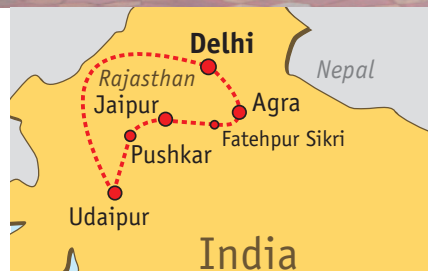 Delhi
Rajasthan
Nepal
Jaipur
Agra
Fatehpur Sikri
Pushkar
Udaipur
India